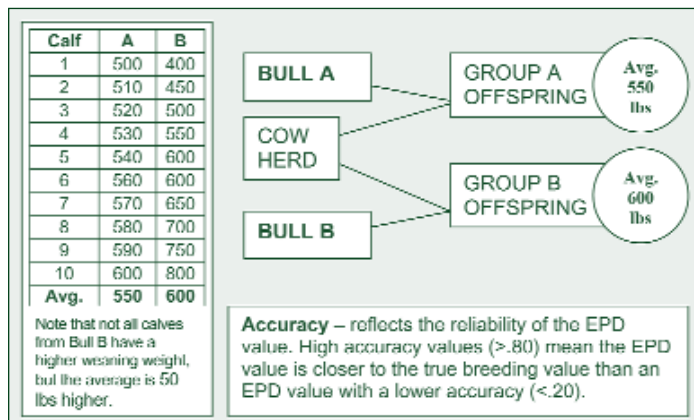 Calf A B
1 500 400
2 510 450
3 520 500
4 530 550
5 540 600
6 560 600
7 570 650
8 580 700
9 590 750
10 600 800
Avg. 550 600
Note that not all calves
from Bull B have a
higher weaning weight,
but the average is 50
lbs higher.
BULL A
COW
HERD
BULL B
GROUP A
OFFSPRING
Avg.
550
lbs
GROUP B
OFFSPRING
Avg.
600
lbs
Accuracy – reflects the reliability of the EPD
value. High accuracy values (>.80) mean the EPD
value is closer to the true breeding value than an
EPD value with a lower accuracy (<.20).